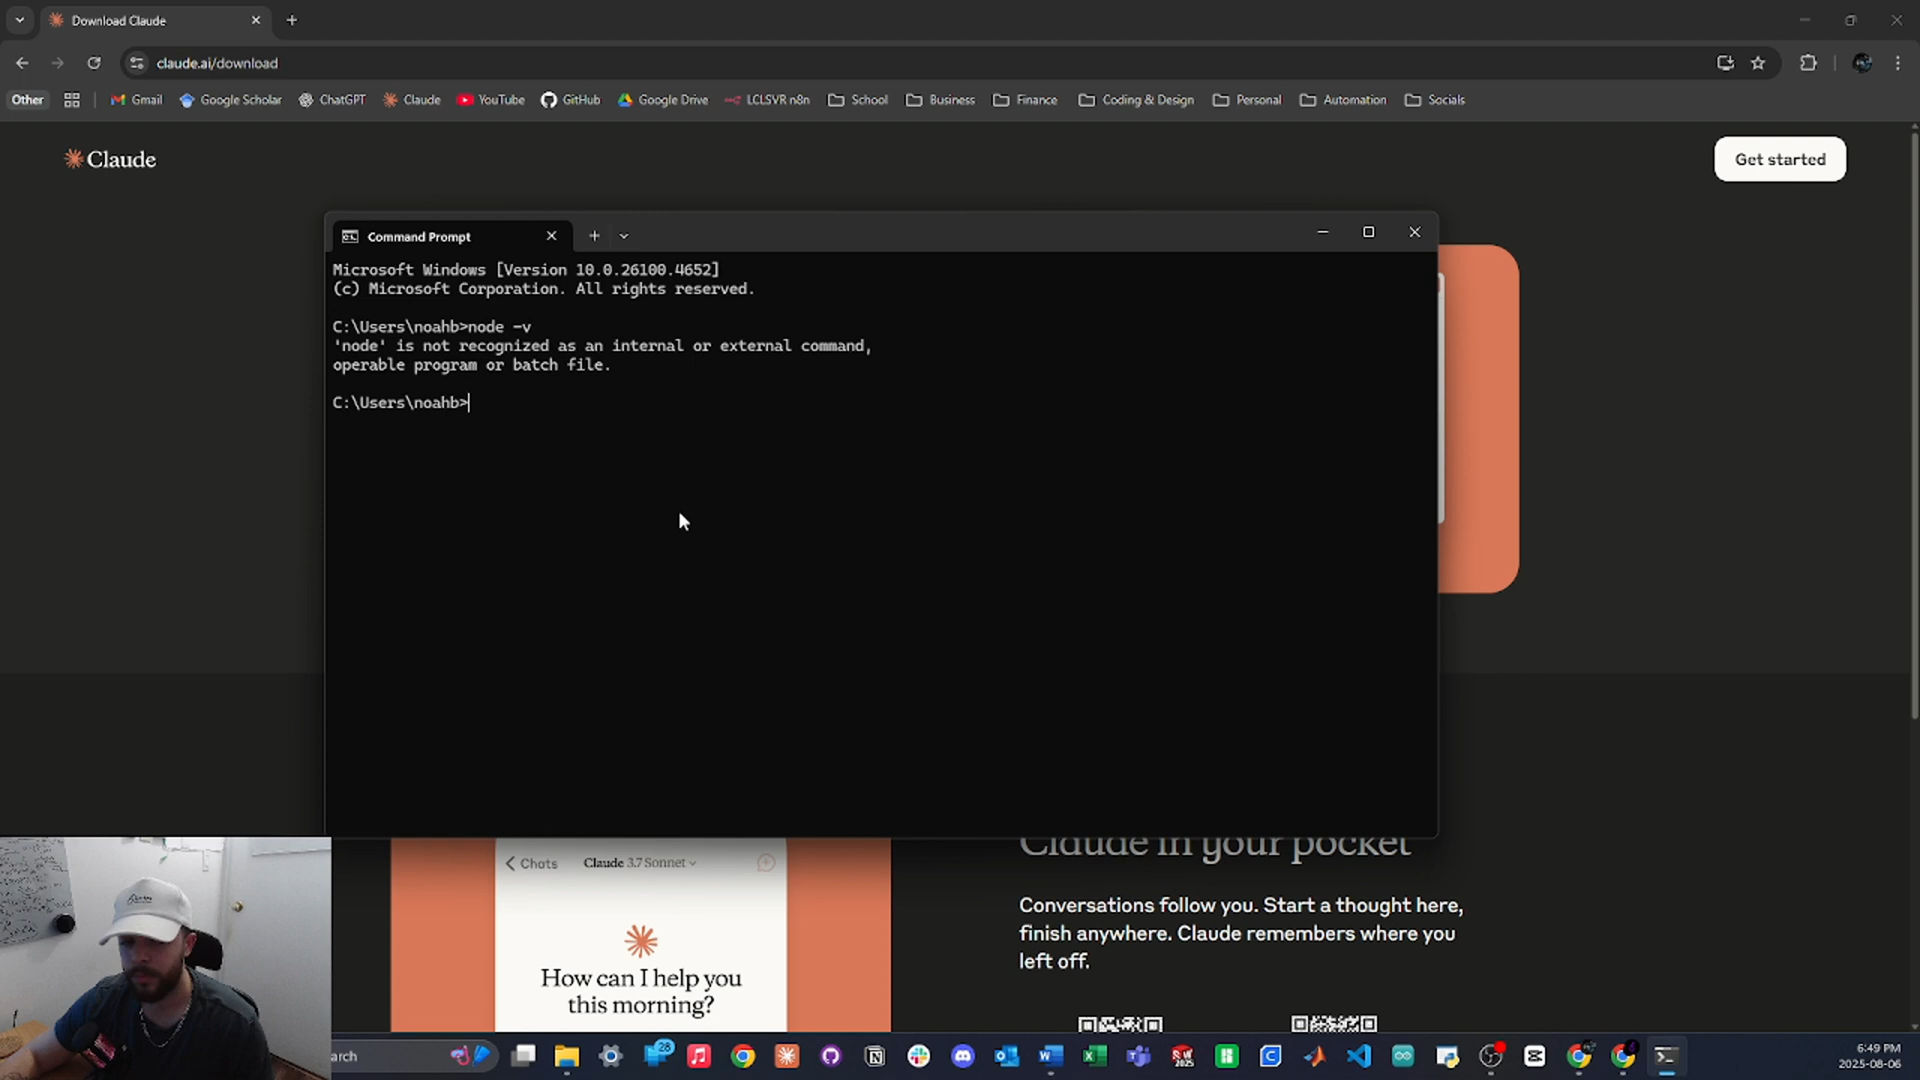 Download Claude
claude.ai/download
Other
Gmail
Google Scholar
ChatGPT
Claude
YouTube
GitHub
Google Drive
LCLSVR n8n
School
Business
Finance
Coding & Design
Personal
Automation
Socials
Claude
Get started
Command Prompt
Microsoft Windows [Version 10.0.26100.4652]
(c) Microsoft Corporation. All rights reserved.
C:\Users\noahb>node -v
'node' is not recognized as an internal or external command,
operable program or batch file.
C:\Users\noahb>
Chats
Claude 3.7 Sonnet
How can I help you
this morning?
Claude in your pocket
Conversations follow you. Start a thought here,
finish anywhere. Claude remembers where you
left off.
arch
28
6:49 PM
2025-08-06